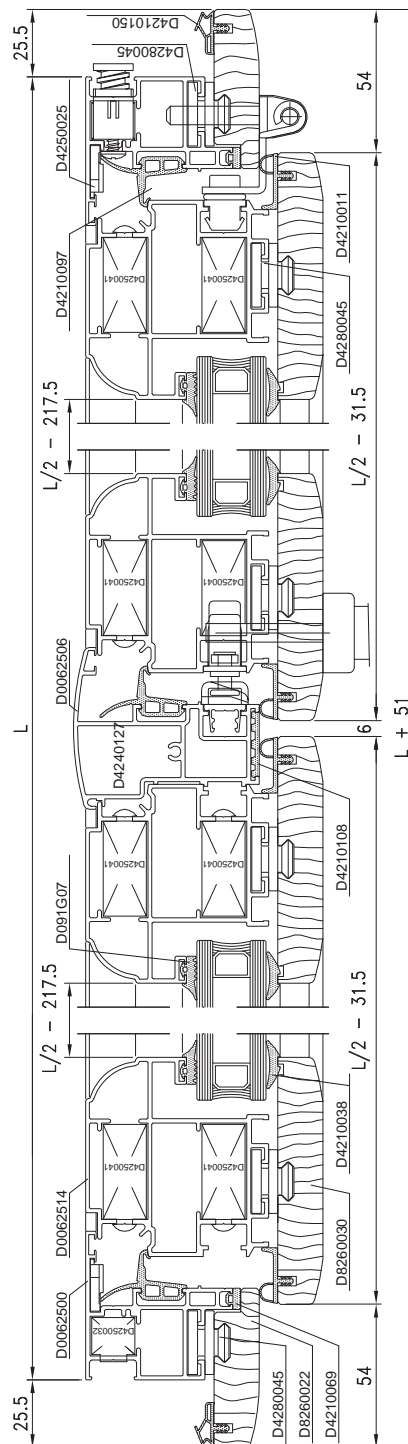 25.5
D4210150
D4280045
54
D4250025
D4210097
D4250041
D4250041
D4210011
D4280045
L/2 - 217.5
L/2 - 31.5
D4250041
D4250041
D0062506
L
D4240127
6
L + 51
D4210108
D4250041
D4250041
D091G07
L/2 - 217.5
L/2 - 31.5
D4210038
D4250041
D4250041
D0062514
D8260030
D0062500
D4250032
25.5
D4280045
D8260022
D4210069
54